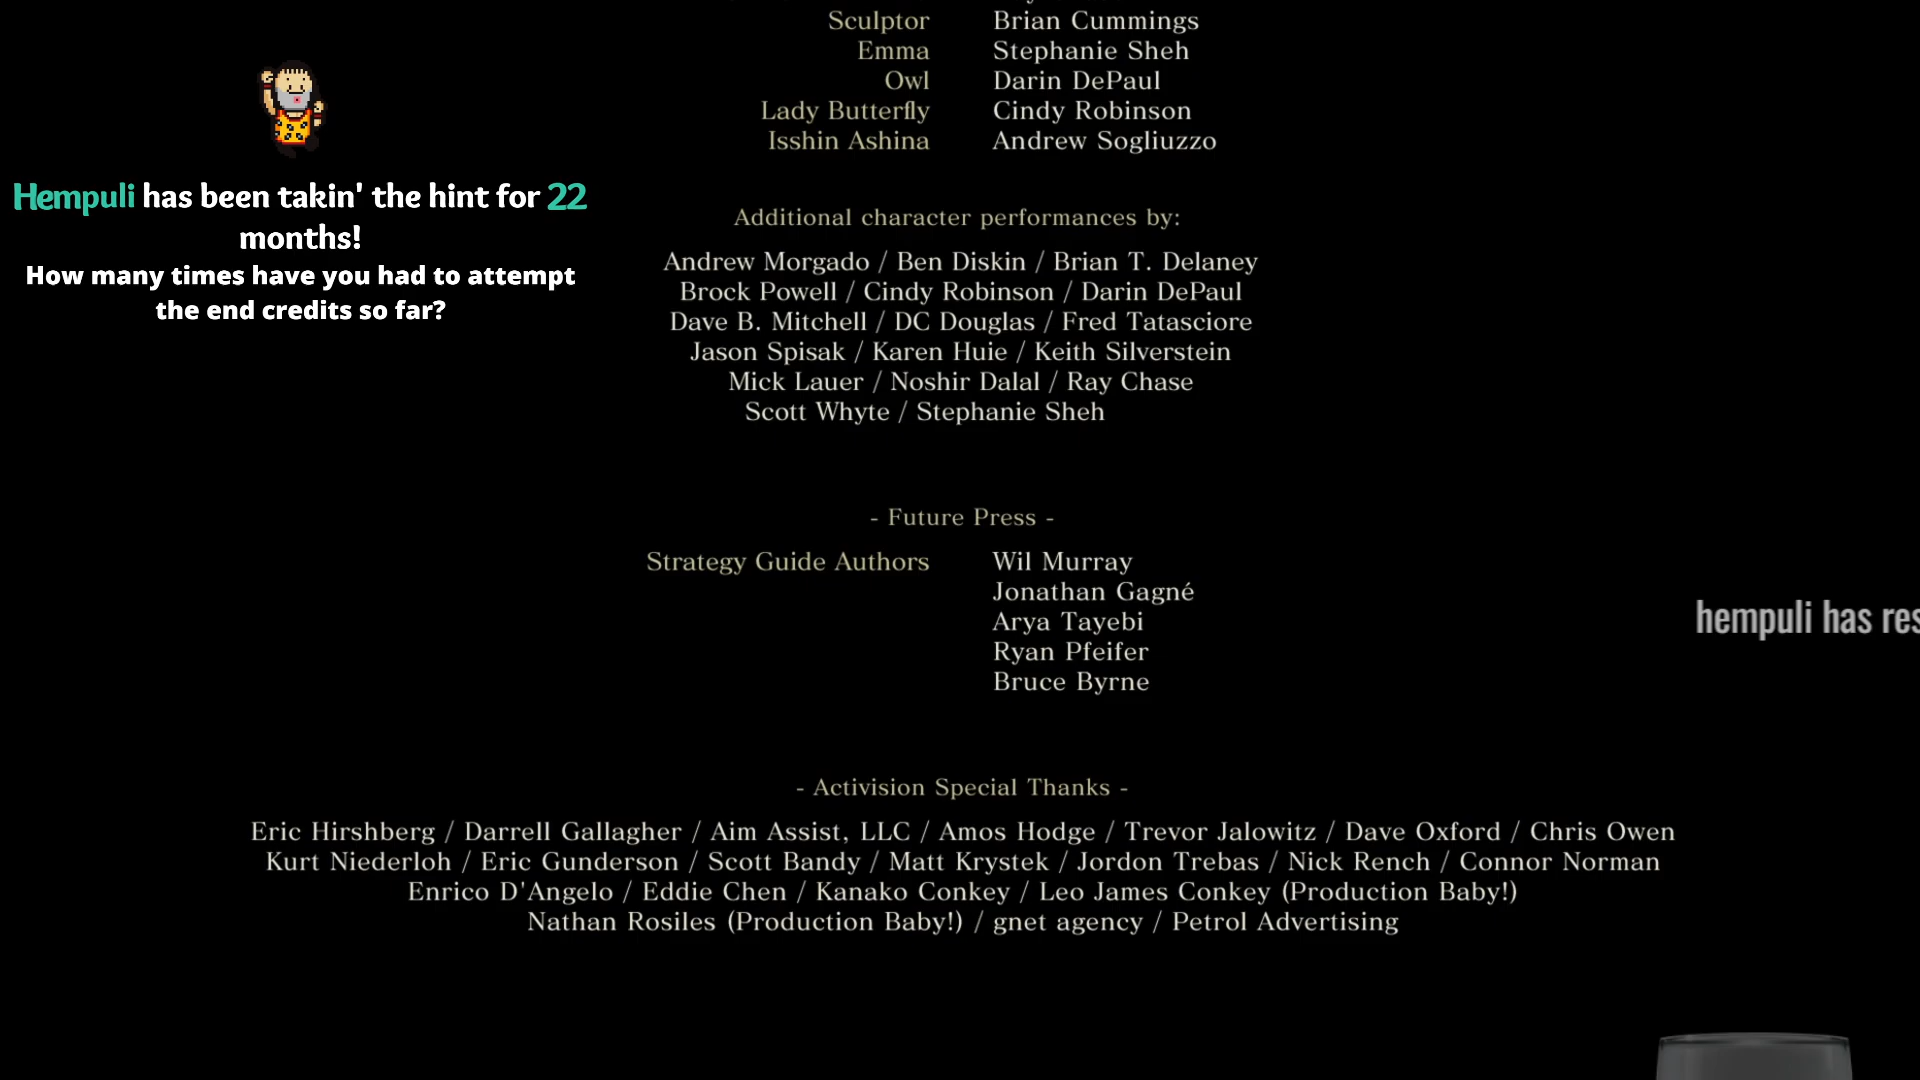 Sculptor Brian Cummings
Emma Stephanie Sheh
Owl Darin DePaul
Lady Butterfly Cindy Robinson
Isshin Ashina Andrew Sogliuzzo
Hempuli has been takin' the hint for 22
months!
How many times have you had to attempt
the end credits so far?
Additional character performances by:
Andrew Morgado / Ben Diskin / Brian T. Delaney
Brock Powell / Cindy Robinson / Darin DePaul
Dave B. Mitchell / DC Douglas / Fred Tatasciore
Jason Spisak / Karen Huie / Keith Silverstein
Mick Lauer / Noshir Dalal / Ray Chase
Scott Whyte / Stephanie Sheh
- Future Press -
Strategy Guide Authors Wil Murray
Jonathan Gagné
Arya Tayebi
Ryan Pfeifer
Bruce Byrne
hempuli has res
- Activision Special Thanks -
Eric Hirshberg / Darrell Gallagher / Aim Assist, LLC / Amos Hodge / Trevor Jalowitz / Dave Oxford / Chris Owen
Kurt Niederloh / Eric Gunderson / Scott Bandy / Matt Krystek / Jordon Trebas / Nick Rench / Connor Norman
Enrico D'Angelo / Eddie Chen / Kanako Conkey / Leo James Conkey (Production Baby!)
Nathan Rosiles (Production Baby!) / gnet agency / Petrol Advertising